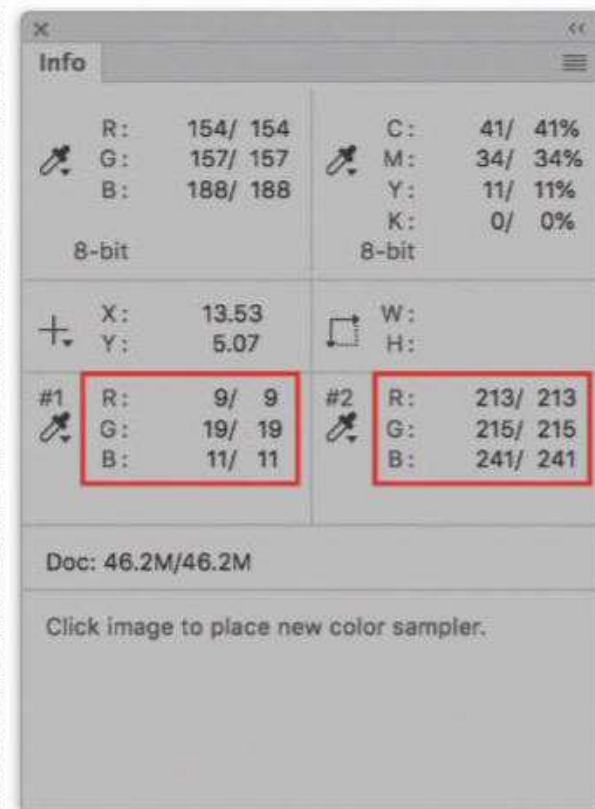 Info
R: 154/ 154
G: 157/ 157
B: 188/ 188
8-bit
C: 41/ 41%
M: 34/ 34%
Y: 11/ 11%
K: 0/ 0%
8-bit
X: 13.53
Y: 5.07
W:
H:
#1 R: 9/ 9
G: 19/ 19
B: 11/ 11
#2 R: 213/ 213
G: 215/ 215
B: 241/ 241
Doc: 46.2M/46.2M
Click image to place new color sampler.